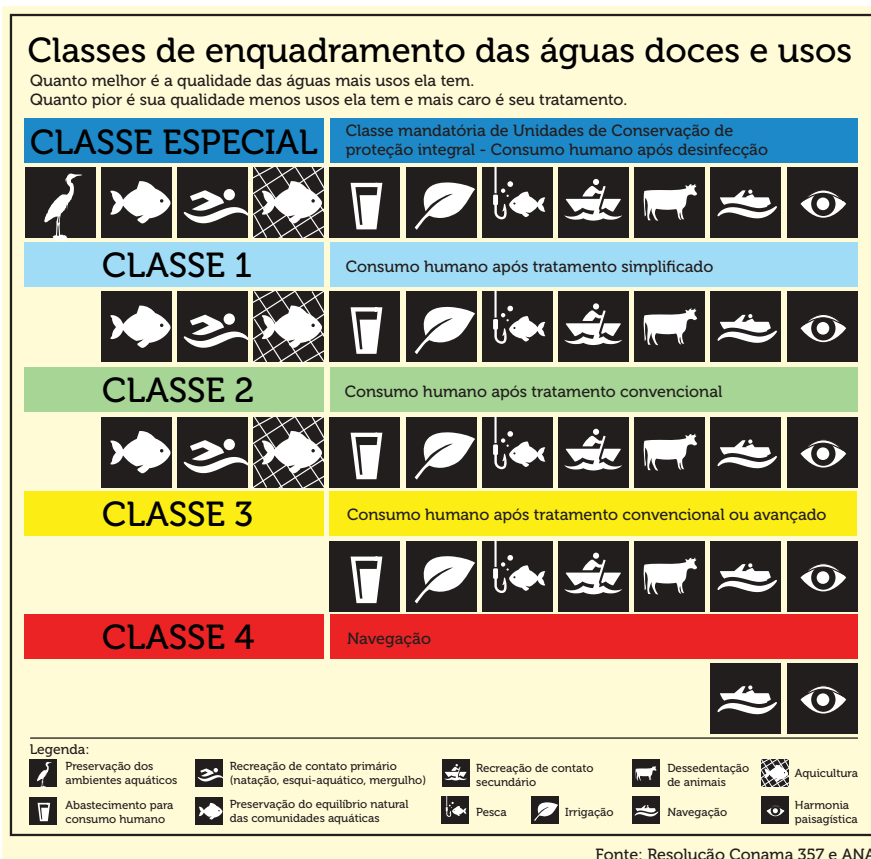 Classes de enquadramento das águas doces e usos
Quanto melhor é a qualidade das águas mais usos ela tem.
Quanto pior é sua qualidade menos usos ela tem e mais caro é seu tratamento.
CLASSE ESPECIAL
Classe mandatória de Unidades de Conservação de
proteção integral - Consumo humano após desinfecção
CLASSE 1
Consumo humano após tratamento simplificado
CLASSE 2
Consumo humano após tratamento convencional
CLASSE 3
Consumo humano após tratamento convencional ou avançado
CLASSE 4
Navegação
Legenda:
Preservação dos
ambientes aquáticos
Recreação de contato primário
(natação, esqui-aquático, mergulho)
Recreação de contato
secundário
Dessedentação
de animais
Aquicultura
Abastecimento para
consumo humano
Preservação do equilíbrio natural
das comunidades aquáticas
Pesca
Irrigação
Navegação
Harmonia
paisagística
Fonte: Resolução Conama 357 e ANA